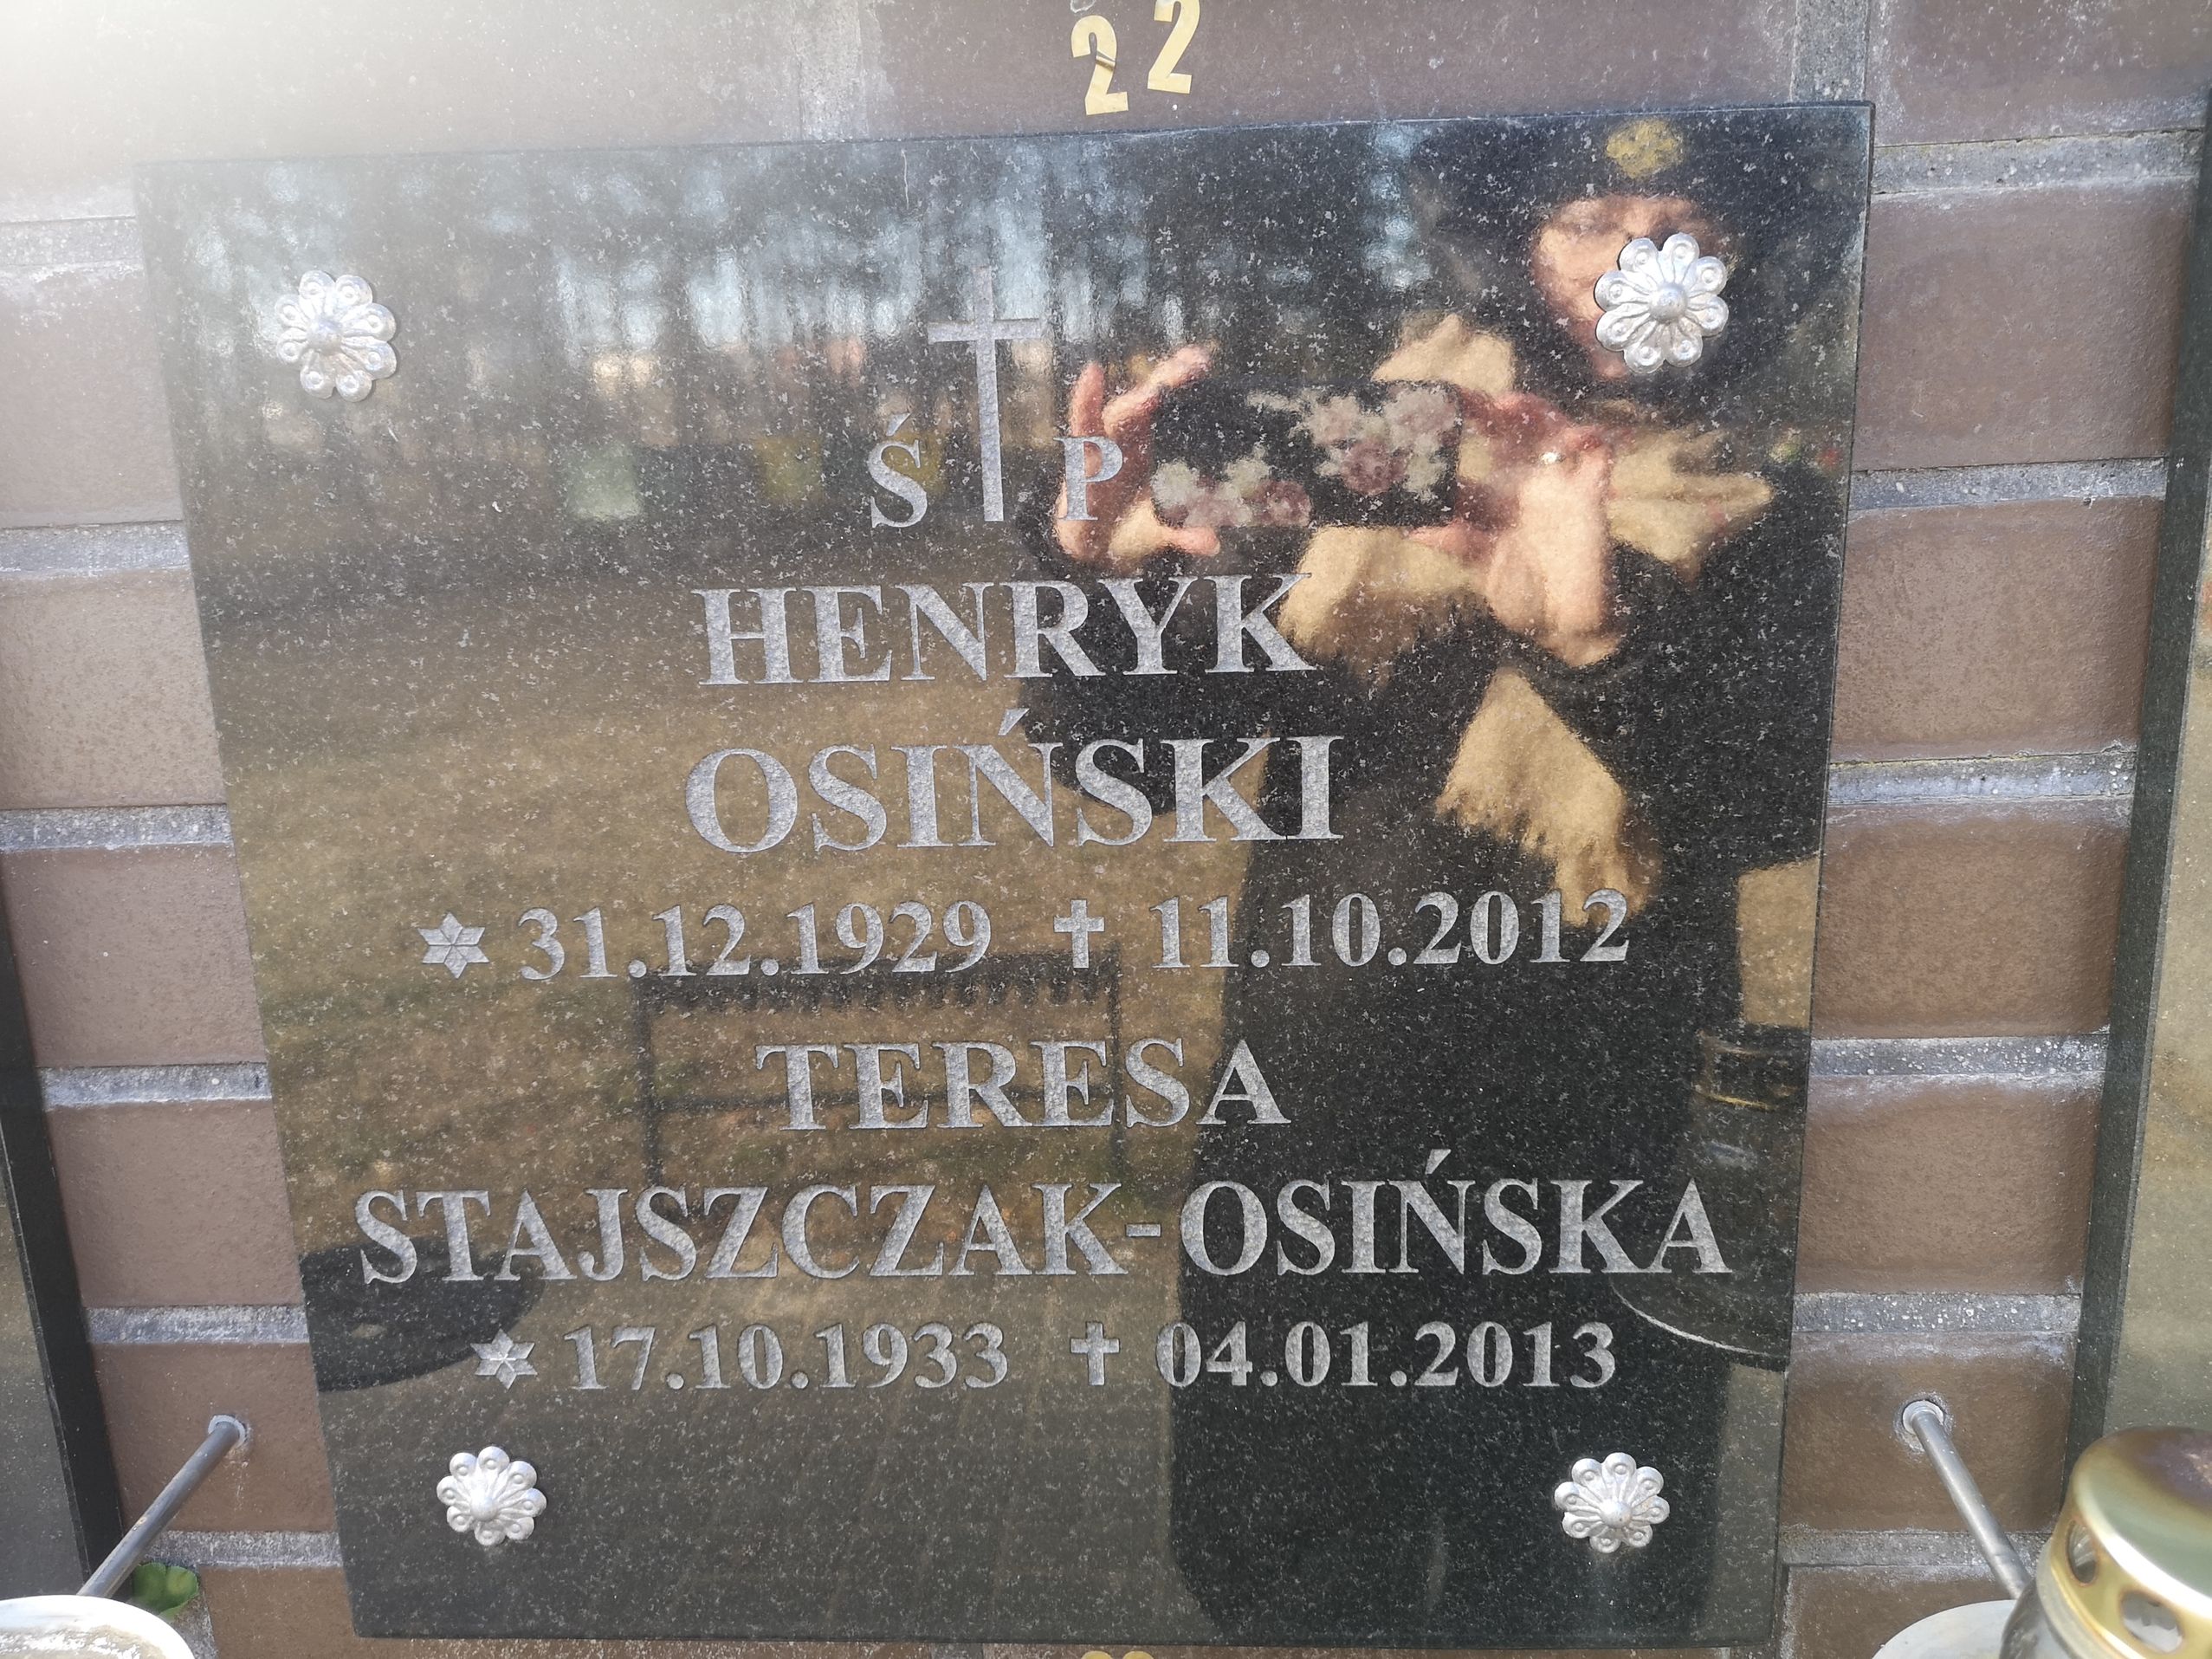 22
Ś P
HENRYK
OSIŃSKI
31.12.1929 11.10.2012
TERESA
STAJSZCZAK-OSIŃSKA
17.10.1933 04.01.2013